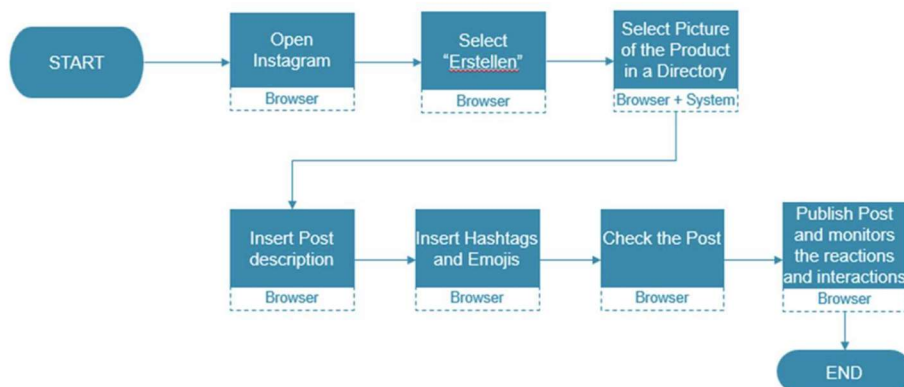 START
Open
Instagram
Browser
Select
“Erstellen”
Browser
Select Picture
of the Product
in a Directory
Browser + System
Insert Post
description
Browser
Insert Hashtags
and Emojis
Browser
Check the Post
Browser
Publish Post
and monitors
the reactions
and interactions
Browser
END